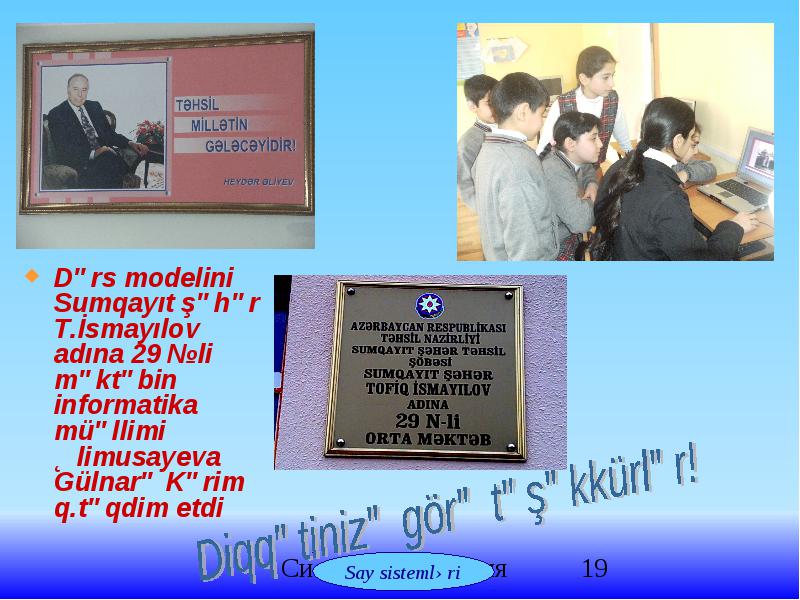 TƏHSİL
MİLLƏTİN
GƏLƏCƏYİDİR!
HEYDƏR ƏLİYEV
D∂rs modelini
Sumqayıt ş∂h∂r
T.İsmayılov
adına 29 №li
m∂kt∂bin
informatika
mü∂llimi
limusayeva
Gülnar∂ K∂rim
q.t∂qdim etdi
AZƏRBAYCAN RESPUBLİKASI
TƏHSİL NAZİRLİYİ
SUMQAYIT ŞƏHƏR TƏHSİL
ŞÖBƏSİ
SUMQAYIT ŞƏHƏR
TOFİQ İSMAYILOV
ADINA
29 N-li
ORTA MƏKTƏB
Diqq∂tiniz∂ gör∂ t∂ş∂kkürl∂r!
Say sisteml∂ri
19